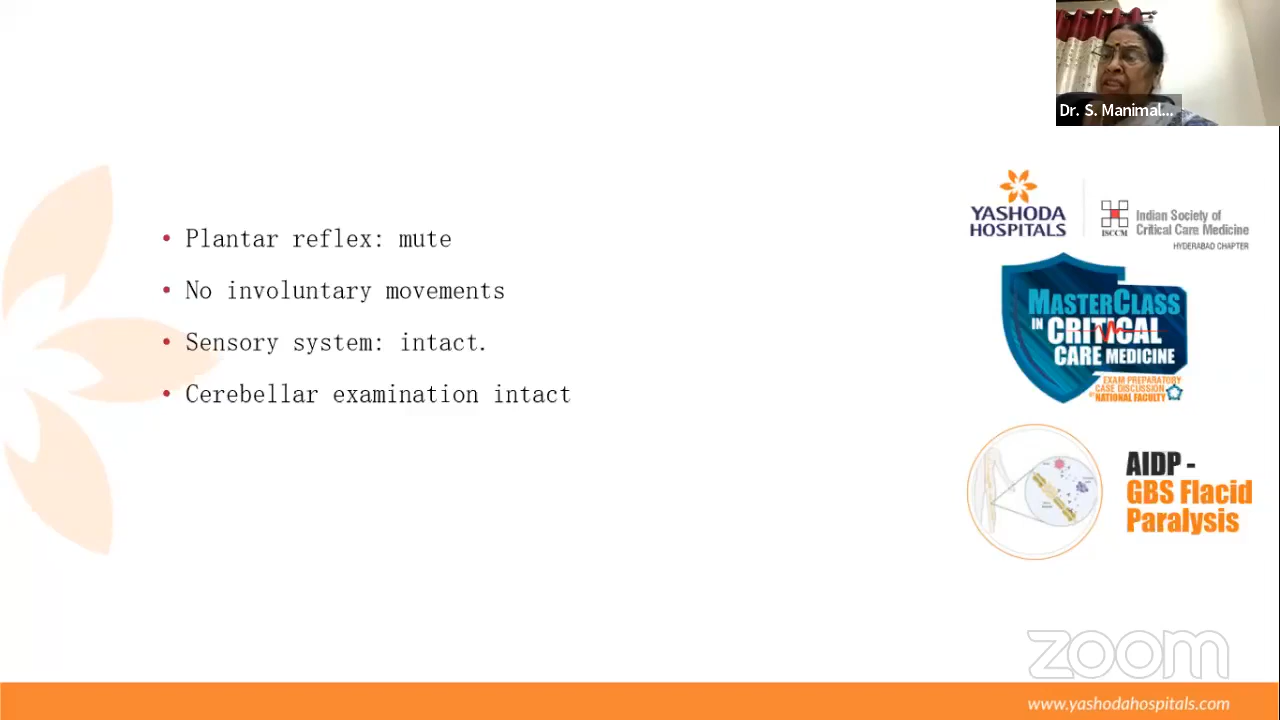 Dr. S. Manimal...
YASHODA
HOSPITALS
ISCCM
Indian Society of
Critical Care Medicine
HYDERABAD CHAPTER
• Plantar reflex: mute
• No involuntary movements
• Sensory system: intact.
• Cerebellar examination intact
MASTERCLASS
IN CRITICAL
CARE MEDICINE
EXAM PREPARATORY
CASE DISCUSSION
BY NATIONAL FACULTY
AIDP -
GBS Flacid
Paralysis
zoom
www.yashodahospitals.com